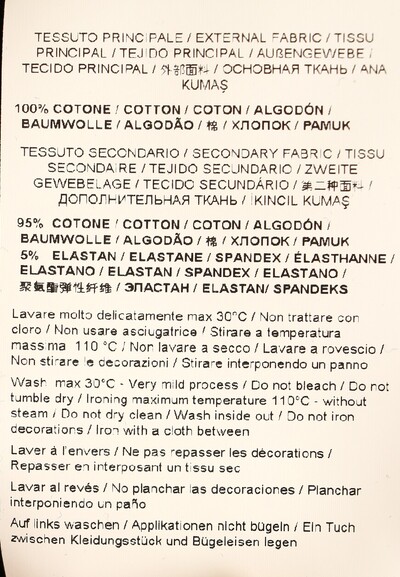 TESSUTO PRINCIPALE / EXTERNAL FABRIC / TISSU
PRINCIPAL / TEJIDO PRINCIPAL / AUßENGEWEBE /
TECIDO PRINCIPAL / 外部面料 / ОСНОВНАЯ ТКАНЬ / ANA
KUMAŞ
100% COTONE / COTTON / COTON / ALGODÓN /
BAUMWOLLE / ALGODÃO / 棉 / ХЛОПОК / PAMUK
TESSUTO SECONDARIO / SECONDARY FABRIC / TISSU
SECONDAIRE / TEJIDO SECUNDARIO / ZWEITE
GEWEBELAGE / TECIDO SECUNDÁRIO / 第二种面料 /
ДОПОЛНИТЕЛЬНАЯ ТКАНЬ / IKINCIL KUMAŞ
95% COTONE / COTTON / COTON / ALGODÓN /
BAUMWOLLE / ALGODÃO / 棉 / ХЛОПОК / PAMUK
5% ELASTAN / ELASTANE / SPANDEX / ÉLASTHANNE /
ELASTANO / ELASTAN / SPANDEX / ELASTANO /
聚氨酯弹性纤维 / ЭЛАСТАН / ELASTAN/ SPANDEKS
Lavare molto delicatamente max 30°C / Non trattare con
cloro / Non usare asciugatrice / Stirare a temperatura
massima 110 °C / Non lavare a secco / Lavare a rovescio /
Non stirare le decorazioni / Stirare interponendo un panno
Wash max 30°C - Very mild process / Do not bleach / Do not
tumble dry / Ironing maximum temperature 110°C - without
steam / Do not dry clean / Wash inside out / Do not iron
decorations / Iron with a cloth between
Laver à l'envers / Ne pas repasser les décorations /
Repasser en interposant un tissu sec
Lavar al revés / No planchar las decoraciones / Planchar
interponiendo un paño
Auf links waschen / Applikationen nicht bügeln / Ein Tuch
zwischen Kleidungsstück und Bügeleisen legen